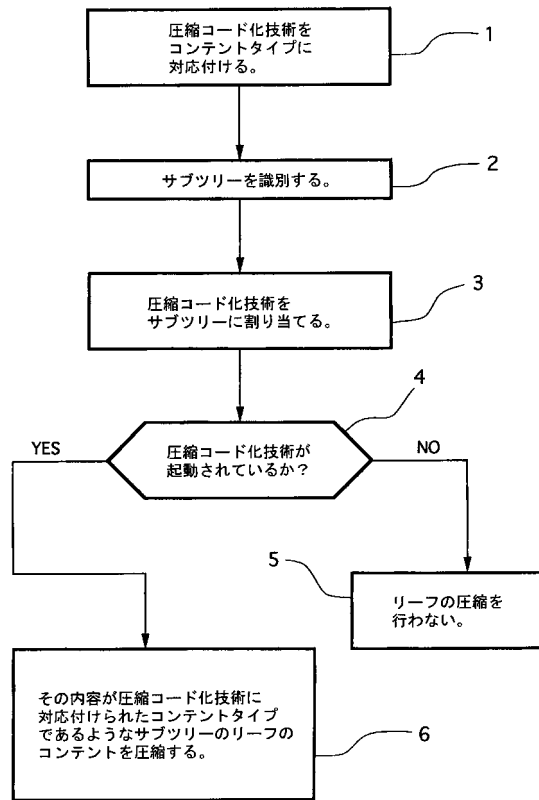 圧縮コード化技術を
コンテントタイプに
対応付ける。
1
サブツリーを識別する。
2
圧縮コード化技術を
サブツリーに割り当てる。
3
圧縮コード化技術が
起動されているか？
4
YES
NO
リーフの圧縮を
行わない。
5
その内容が圧縮コード化技術に
対応付けられたコンテントタイプ
であるようなサブツリーのリーフの
コンテントを圧縮する。
6